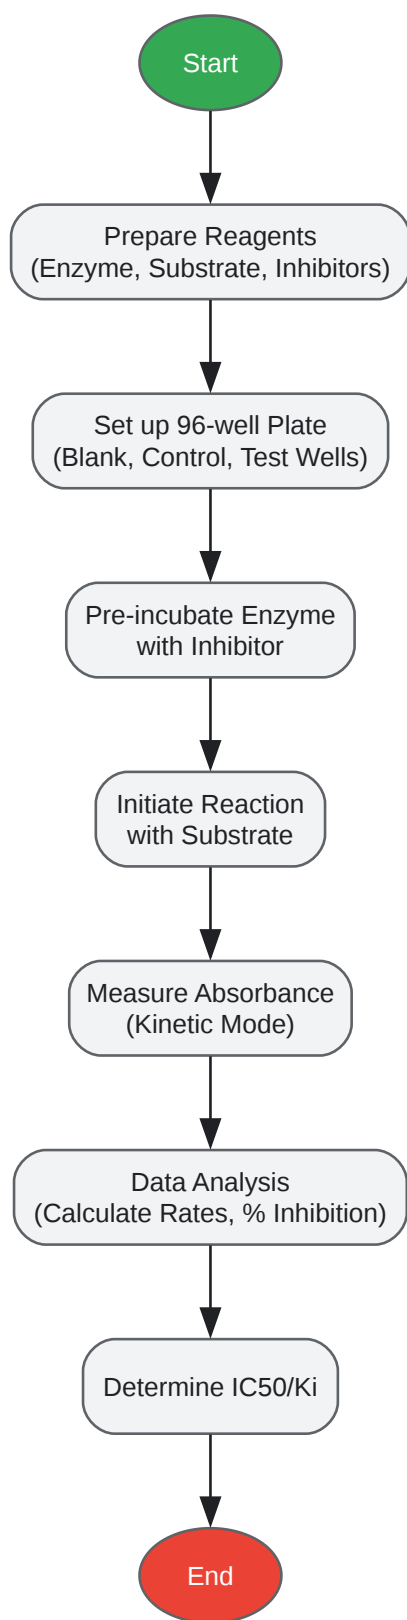 Start
Prepare Reagents
(Enzyme, Substrate, Inhibitors)
Set up 96-well Plate
(Blank, Control, Test Wells)
Pre-incubate Enzyme
with Inhibitor
Initiate Reaction
with Substrate
Measure Absorbance
(Kinetic Mode)
Data Analysis
(Calculate Rates, % Inhibition)
Determine IC50/Ki
End